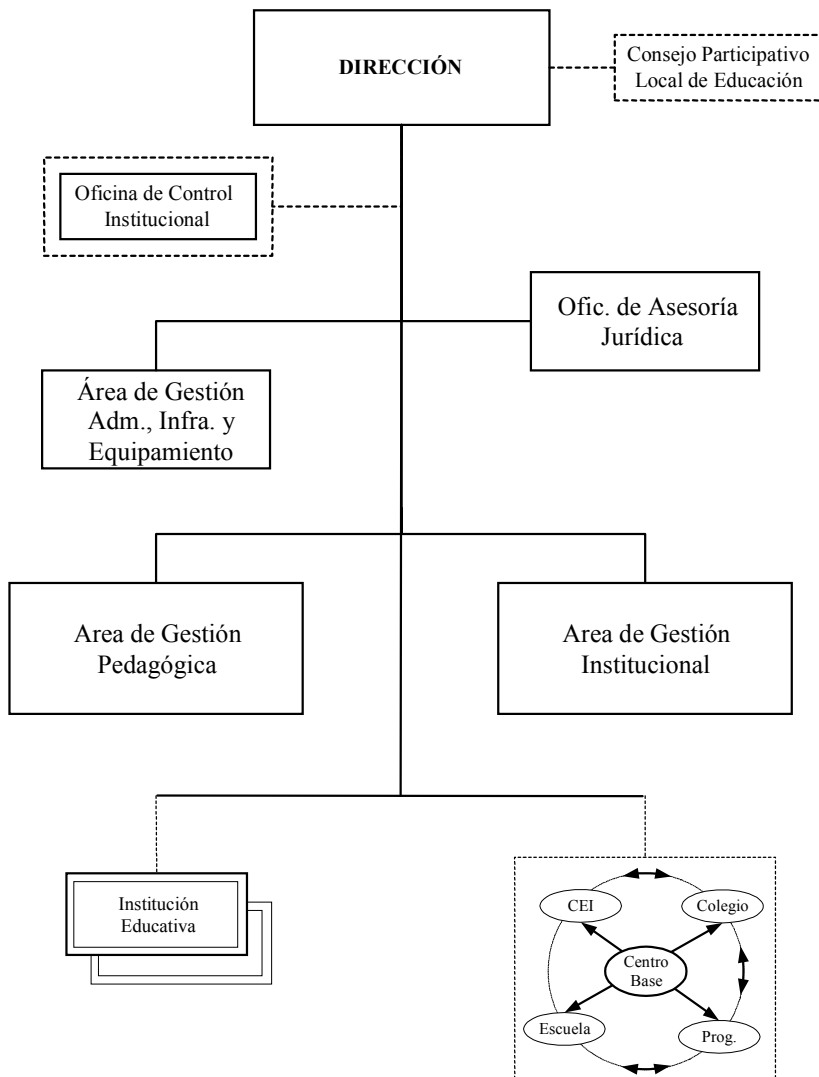 DIRECCIÓN
Consejo Participativo
Local de Educación
Oficina de Control
Institucional
Ofic. de Asesoría
Jurídica
Área de Gestión
Adm., Infra. y
Equipamiento
Area de Gestión
Pedagógica
Area de Gestión
Institucional
Institución
Educativa
CEI
Colegio
Centro
Base
Escuela
Prog.